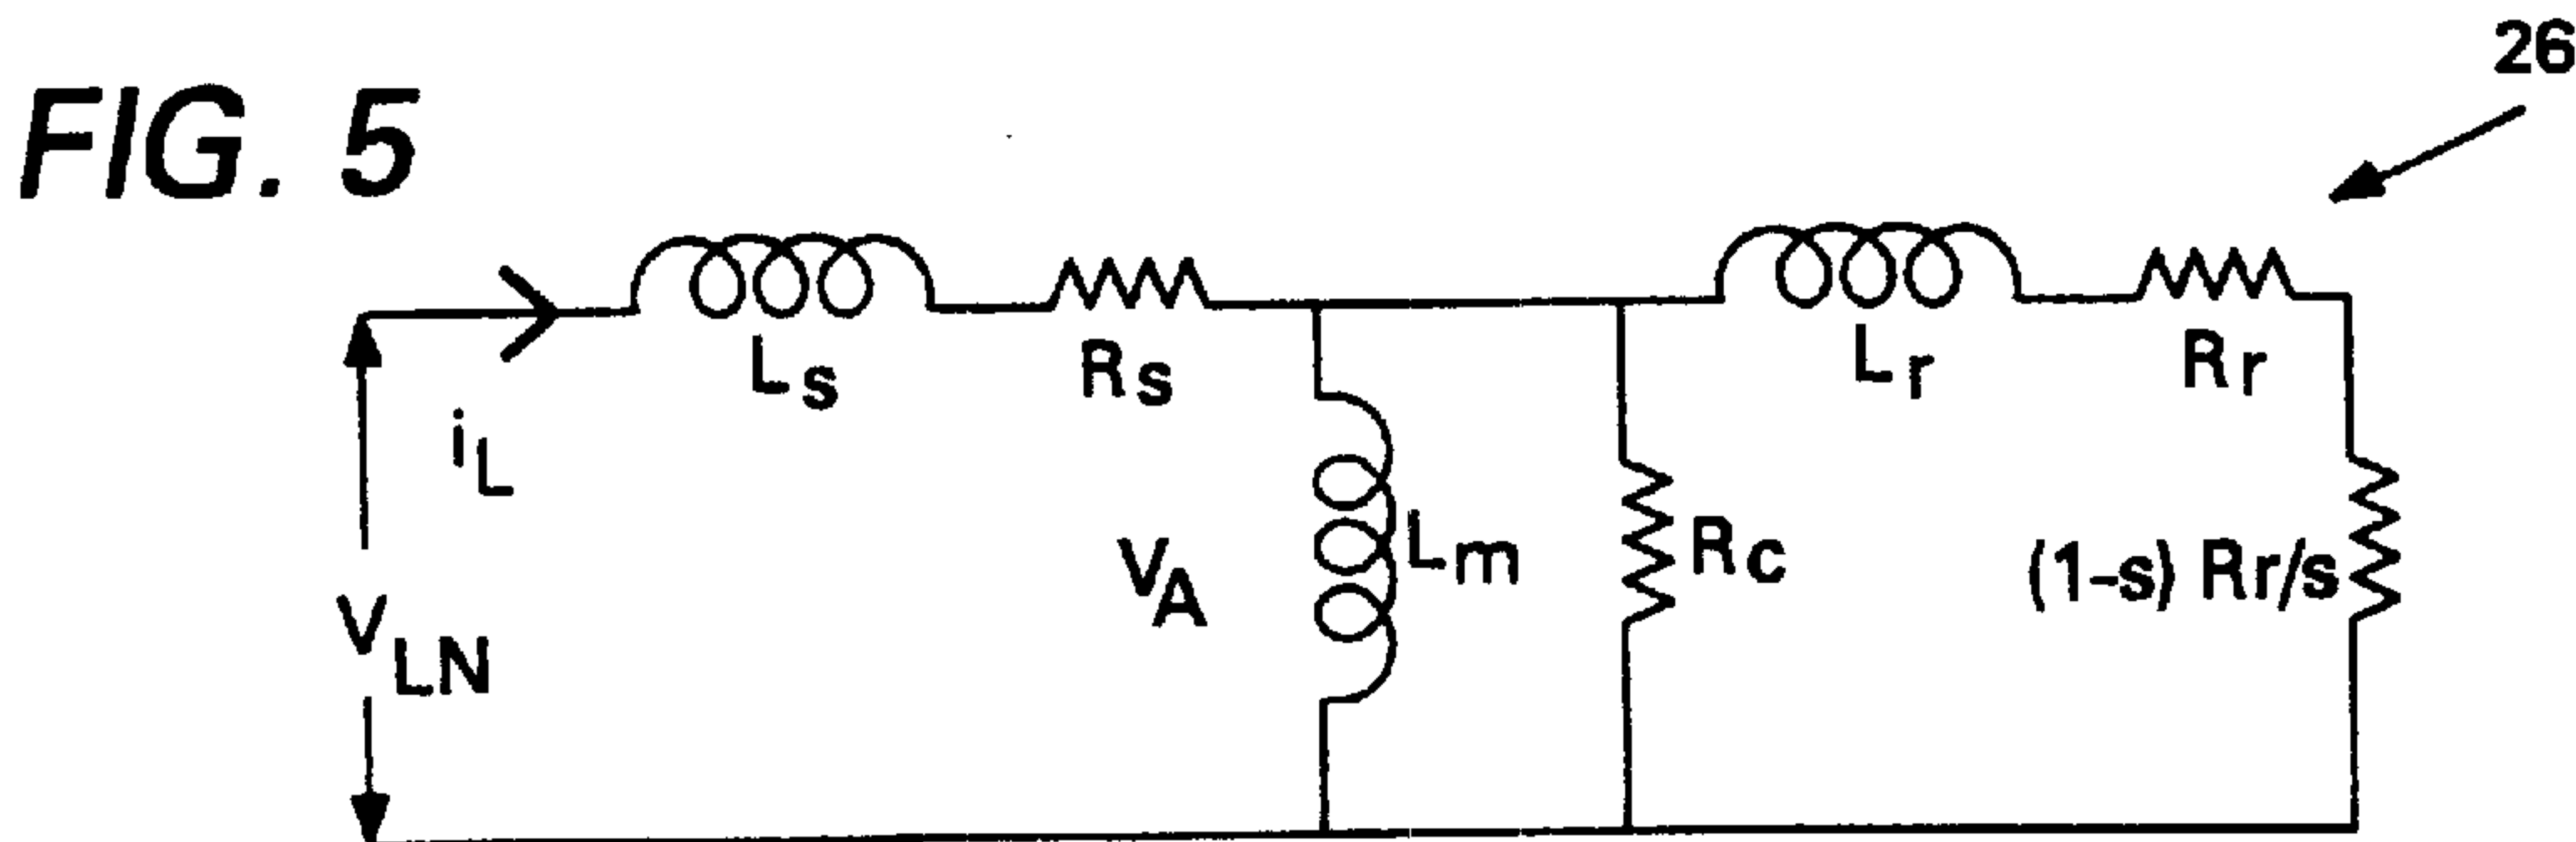 FIG. 5
26
iL
Ls
Rs
Lr
Rr
VLN
VA
Lm
Rc
(1-s) Rr/s